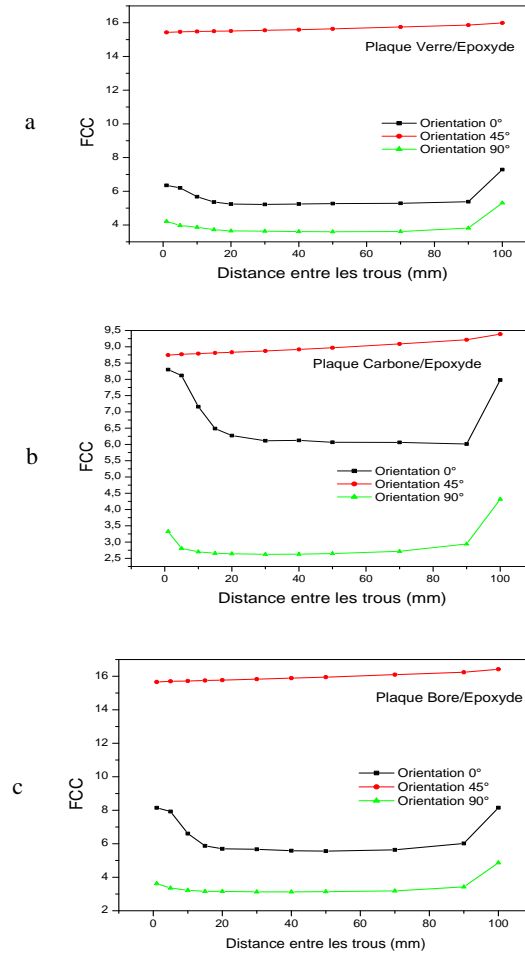 a
FCC
16
14
12
10
8
6
4
Plaque Verre/Epoxyde
Orientation 0°
Orientation 45°
Orientation 90°
0 20 40 60 80 100
Distance entre les trous (mm)
b
FCC
9,5
9,0
8,5
8,0
7,5
7,0
6,5
6,0
5,5
5,0
4,5
4,0
3,5
3,0
2,5
Plaque Carbone/Epoxyde
Orientation 0°
Orientation 45°
Orientation 90°
0 20 40 60 80 100
Distance entre les trous (mm)
c
FCC
16
14
12
10
8
6
4
2
Plaque Bore/Epoxyde
Orientation 0°
Orientation 45°
Orientation 90°
0 20 40 60 80 100
Distance entre les trous (mm)